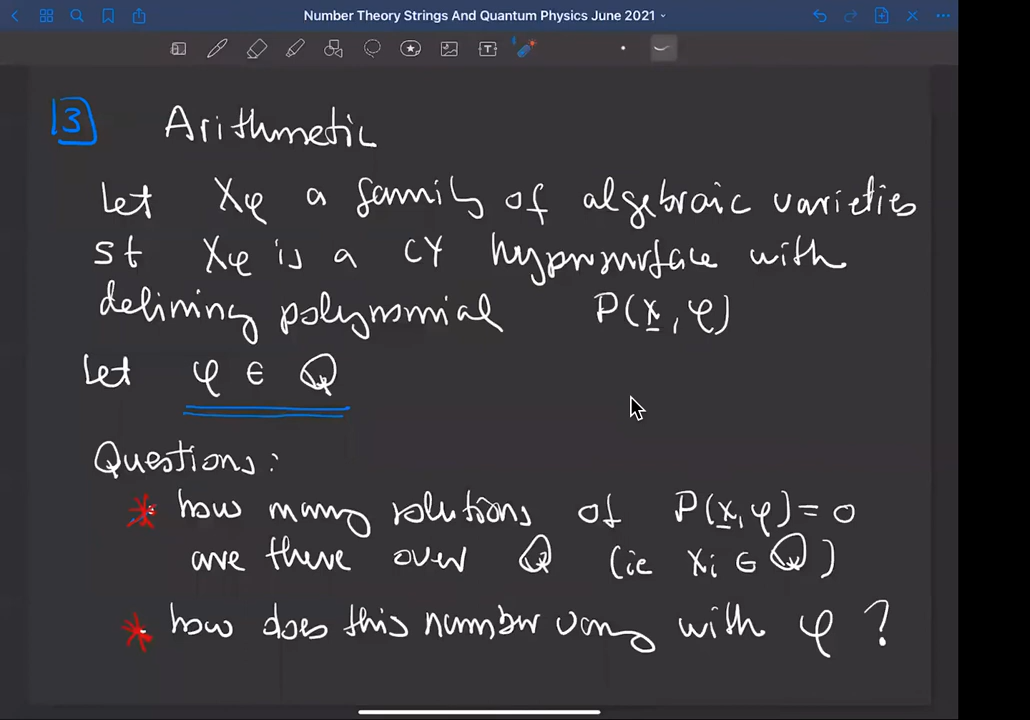 Number Theory Strings And Quantum Physics June 2021
3 Arithmetic
Let Xφ a family of algebraic varieties
st Xφ is a CY hypersurface with
defining polynomial P(x, φ)
Let φ ∈ Q
Questions:
* how many solutions of P(x, φ) = 0
are there over Q (ie xi ∈ Q)
* how does this number vary with φ ?